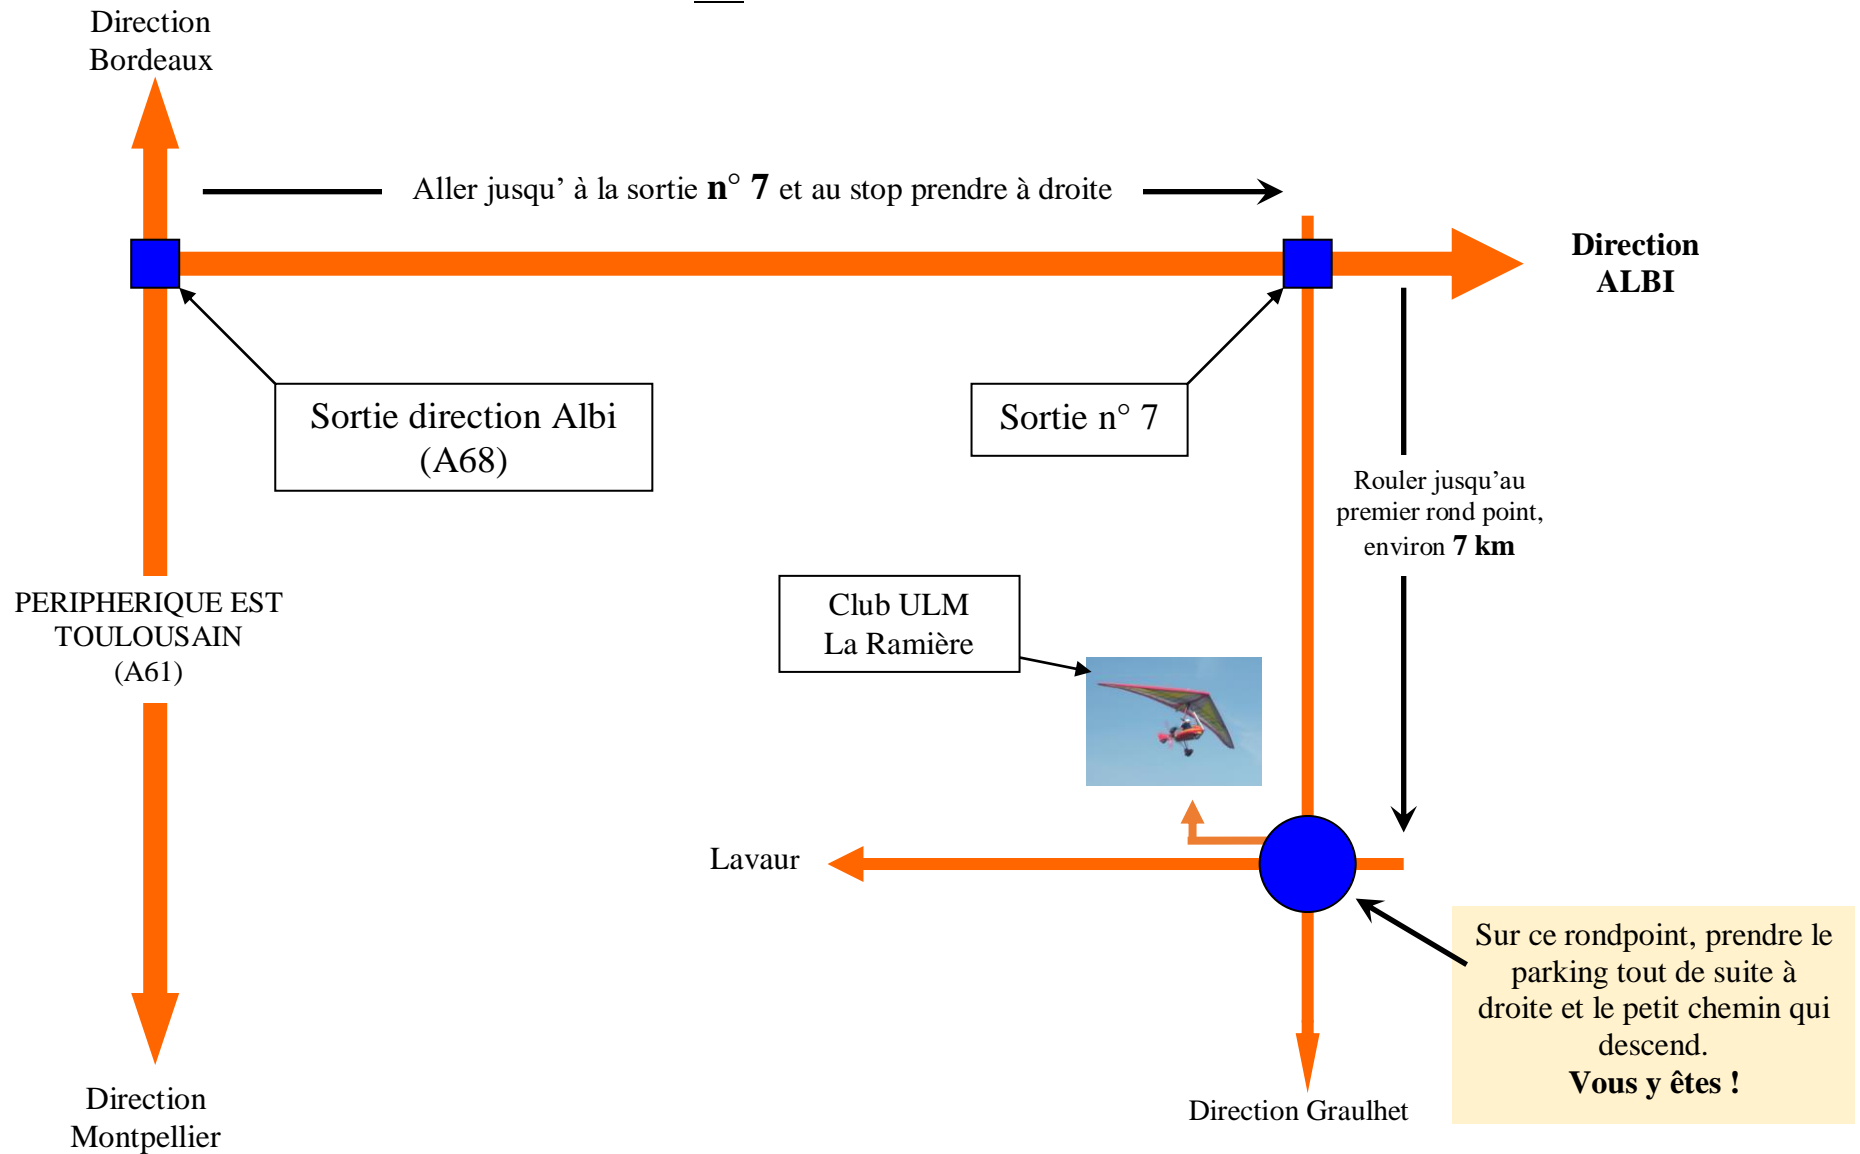 Direction
Bordeaux
Aller jusqu’ à la sortie n° 7 et au stop prendre à droite
Direction
ALBI
Sortie direction Albi
(A68)
Sortie n° 7
Rouler jusqu’au
premier rond point,
environ 7 km
PERIPHERIQUE EST
TOULOUSAIN
(A61)
Club ULM
La Ramière
Lavaur
Sur ce rondpoint, prendre le
parking tout de suite à
droite et le petit chemin qui
descend.
Vous y êtes !
Direction
Montpellier
Direction Graulhet